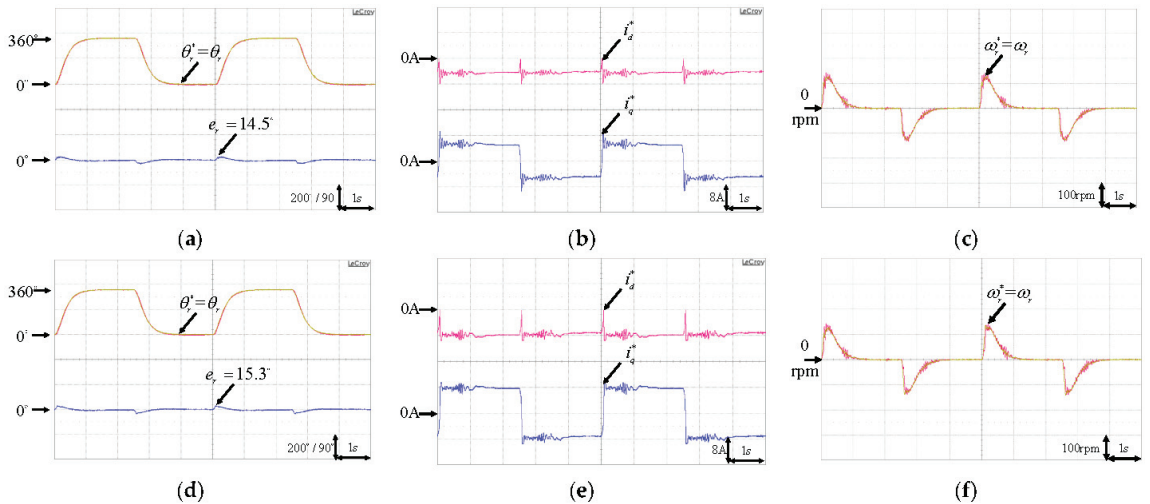 LeCroy
360°
θr* = θr
0°
er = 14.5°
0°
200° / 90 1s
(a)
LeCroy
id*
0A
iq*
0A
8A 1s
(b)
ωr* = ωr
0
rpm
100rpm 1s
(c)
LeCroy
360°
θr* = θr
0°
er = 15.3°
0°
200° / 90° 1s
(d)
LeCroy
id*
0A
iq*
0A
8A 1s
(e)
ωr* = ωr
0
rpm
100rpm 1s
(f)